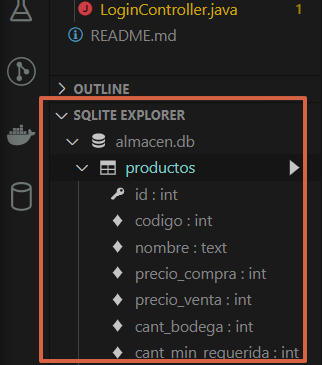 LoginController.java 1
README.md
OUTLINE
SQLITE EXPLORER
almacen.db
productos
id : int
codigo : int
nombre : text
precio_compra : int
precio_venta : int
cant_bodega : int
cant_min_requerida : int